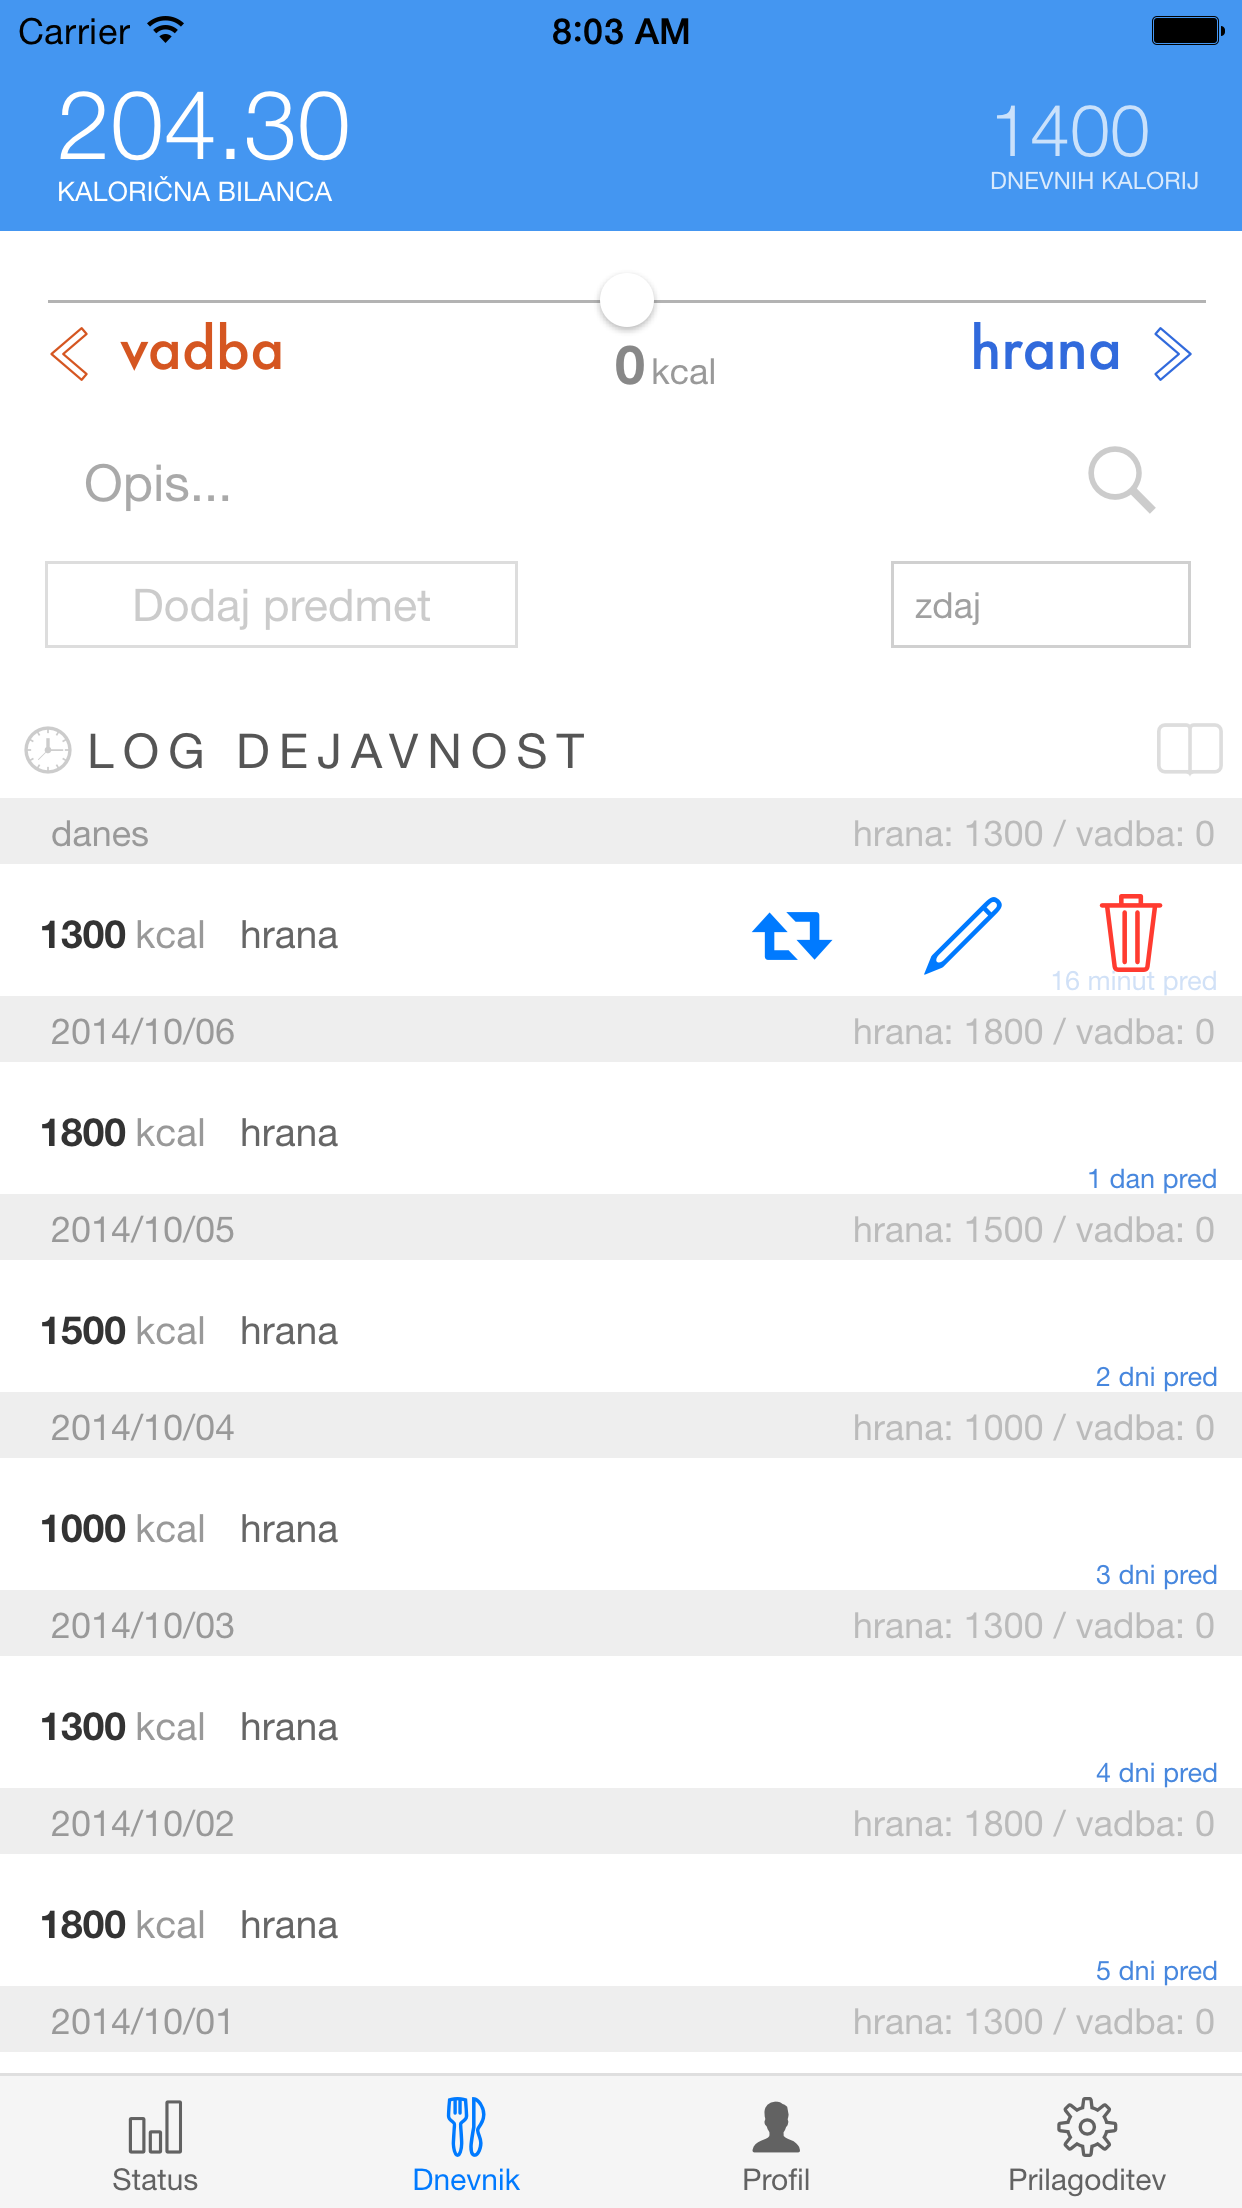 Carrier 8:03 AM
204.30 1400
KALORIČNA BILANCA DNEVNIH KALORIJ
vadba 0 kcal hrana
Opis...
Dodaj predmet zdaj
LOG DEJAVNOST
danes hrana: 1300 / vadba: 0
1300 kcal hrana
16 minut pred
2014/10/06 hrana: 1800 / vadba: 0
1800 kcal hrana
1 dan pred
2014/10/05 hrana: 1500 / vadba: 0
1500 kcal hrana
2 dni pred
2014/10/04 hrana: 1000 / vadba: 0
1000 kcal hrana
3 dni pred
2014/10/03 hrana: 1300 / vadba: 0
1300 kcal hrana
4 dni pred
2014/10/02 hrana: 1800 / vadba: 0
1800 kcal hrana
5 dni pred
2014/10/01 hrana: 1300 / vadba: 0
Status Dnevnik Profil Prilagoditev